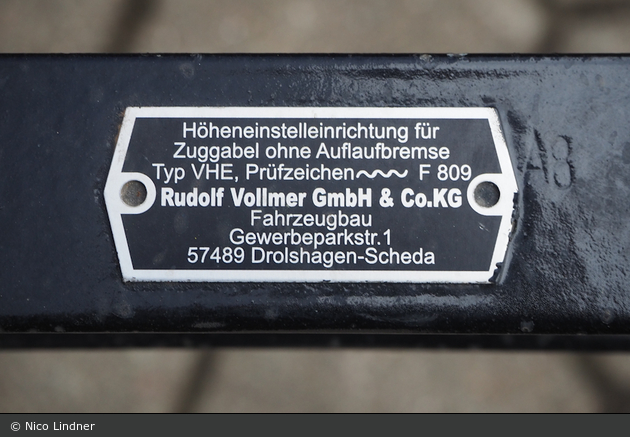 Höheneinstelleinrichtung für
Zuggabel ohne Auflaufbremse
Typ VHE, Prüfzeichen 〰 F 809
Rudolf Vollmer GmbH & Co.KG
Fahrzeugbau
Gewerbeparkstr.1
57489 Drolshagen-Scheda
A8
© Nico Lindner